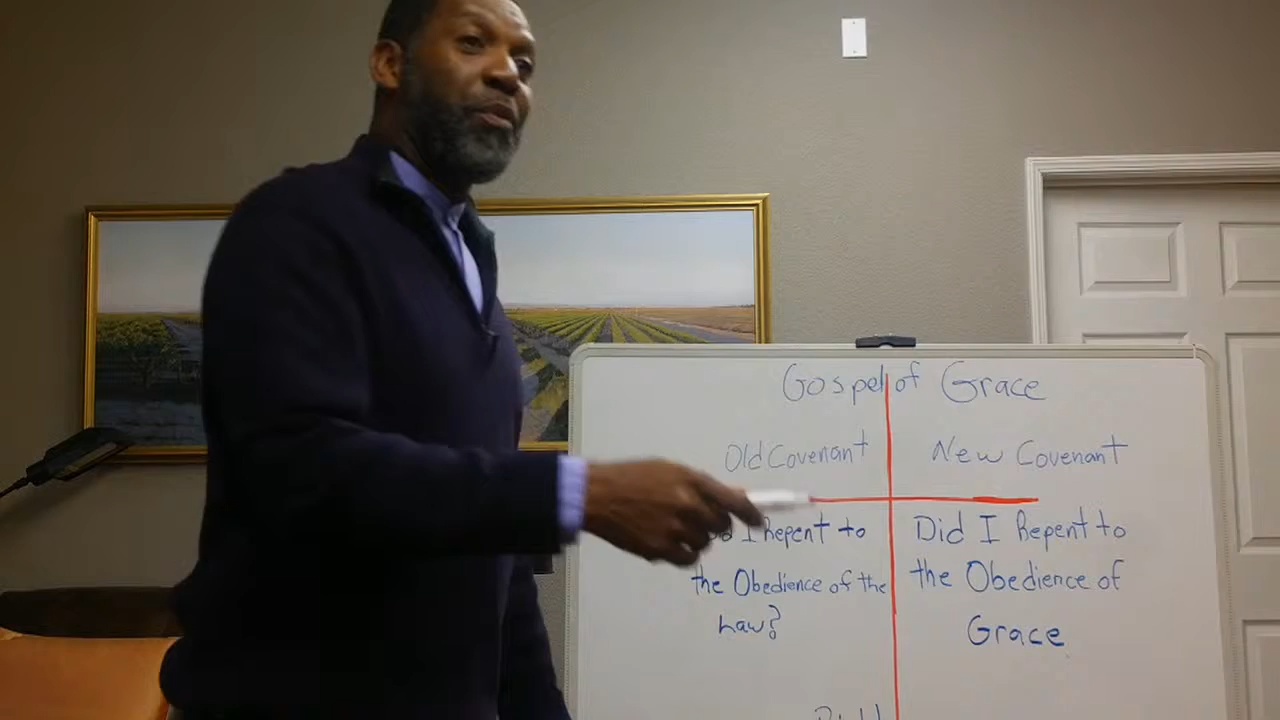 Gospel of Grace
Old Covenant
New Covenant
I Repent to
the Obedience of the
Law?
Did I Repent to
the Obedience of
Grace